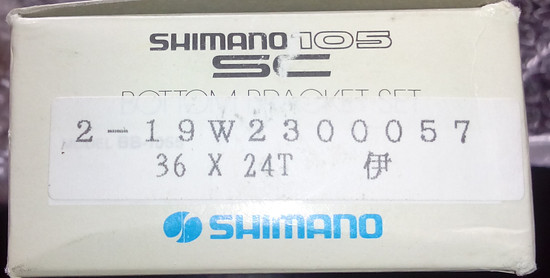 SHIMANO 105
SC
BOTTOM BRACKET SET
2-19W2300057
36 X 24T 伊
SHIMANO